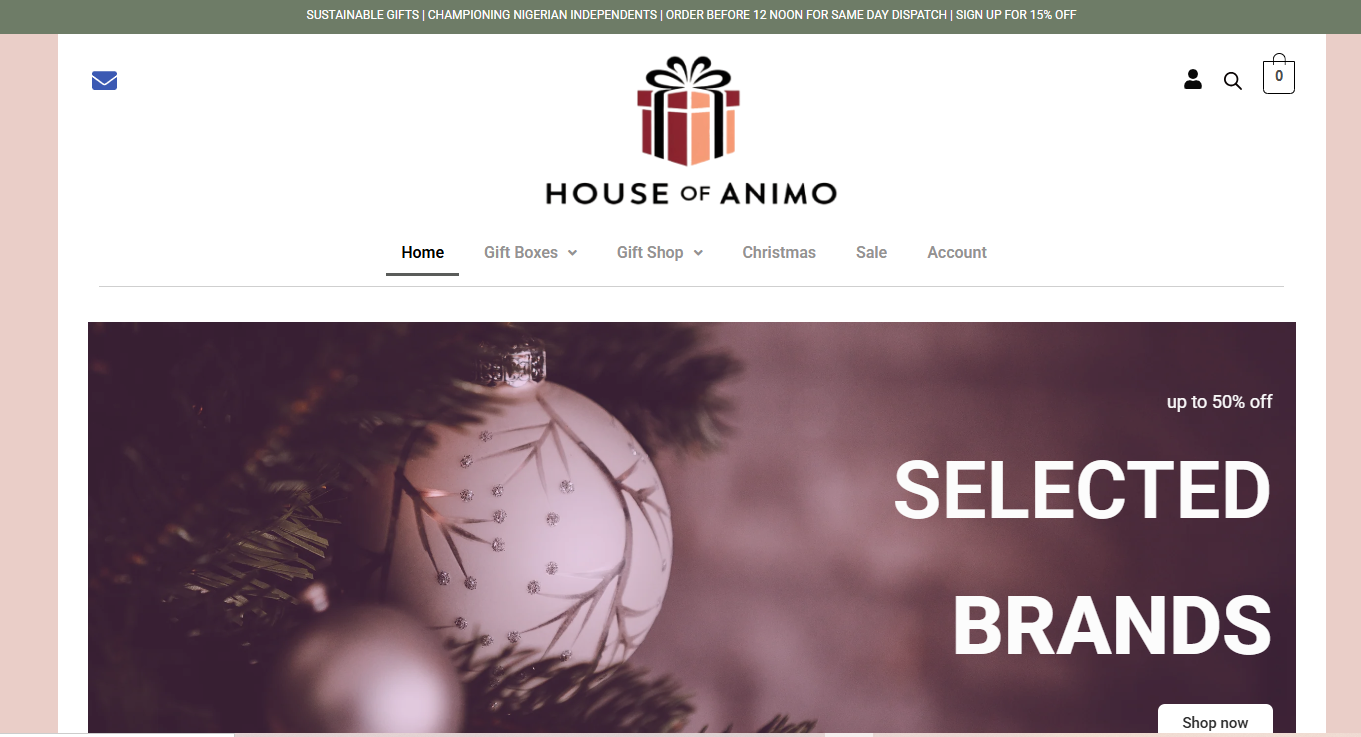 SUSTAINABLE GIFTS | CHAMPIONING NIGERIAN INDEPENDENTS | ORDER BEFORE 12 NOON FOR SAME DAY DISPATCH | SIGN UP FOR 15% OFF
0
HOUSE OF ANIMO
Home Gift Boxes Gift Shop Christmas Sale Account
up to 50% off
SELECTED
BRANDS
Shop now